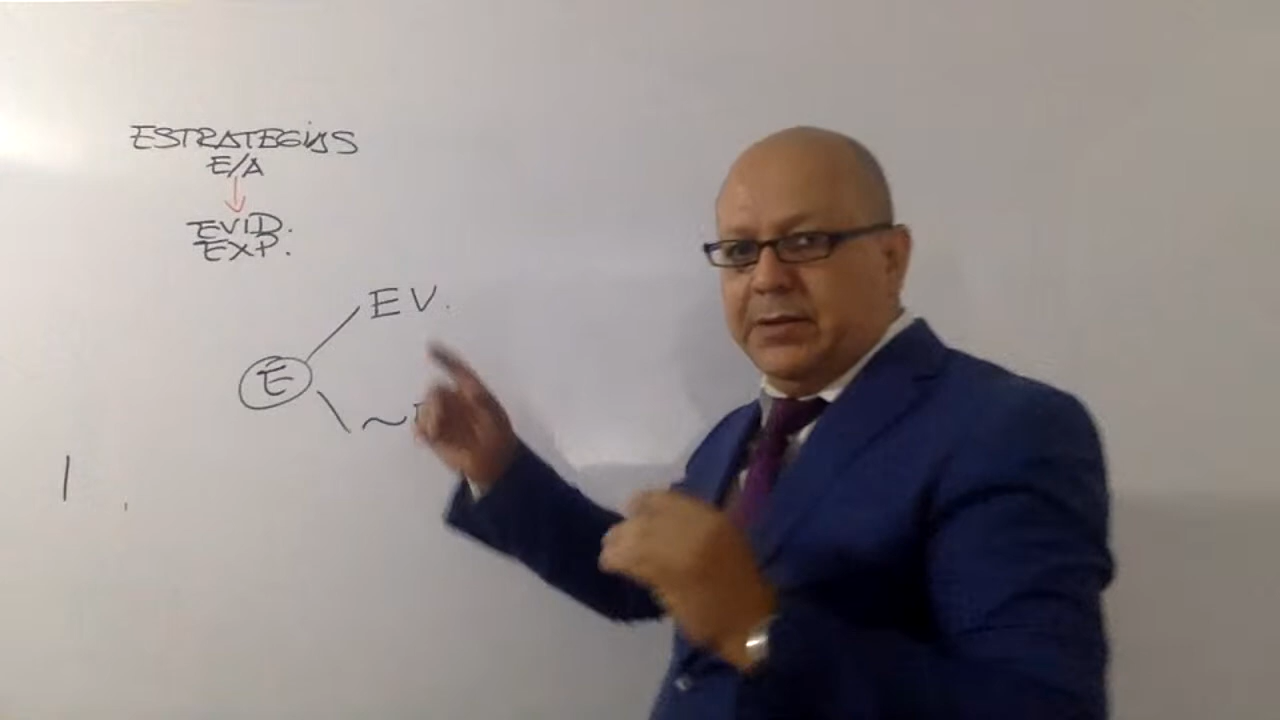 ESTRATEGIAS
E/A
EVID.
EXP.
EV.
E
~